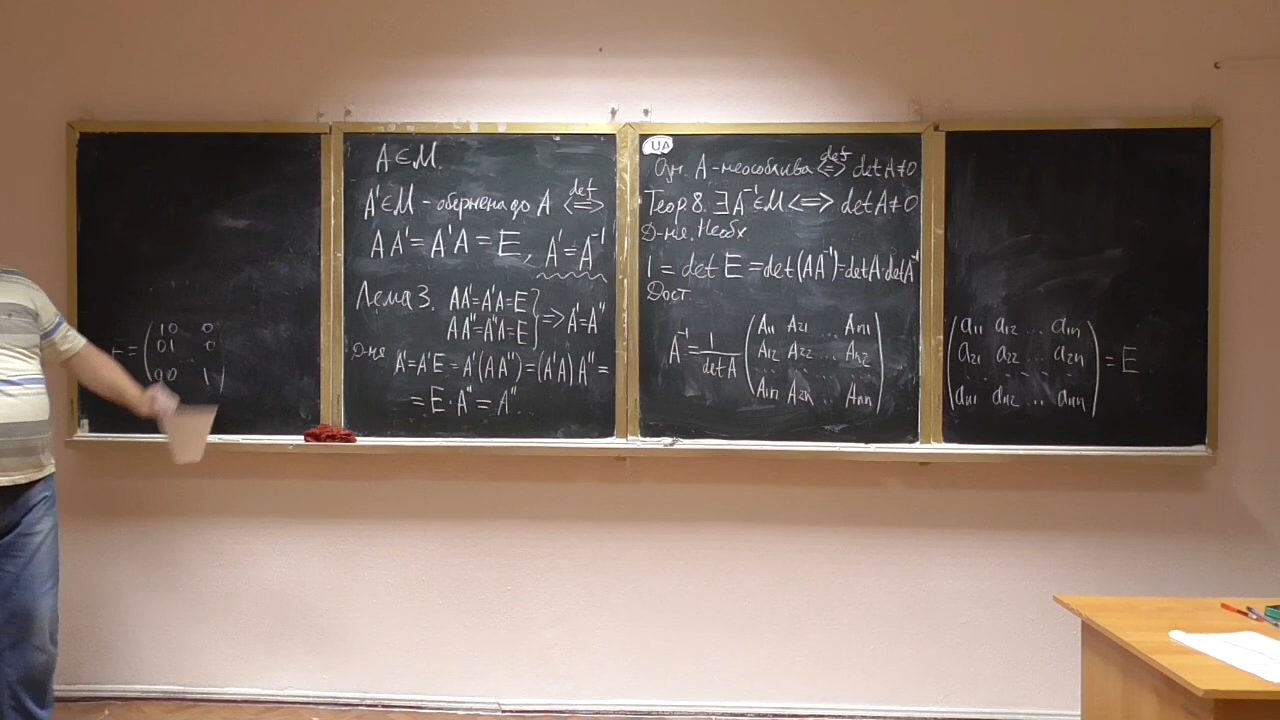 E = ( 1 0 0
0 1 0
. . .
0 0 1 )
A ∈ M.
A' ∈ M - обернена до A ⟺ det
A A' = A' A = E, A' = A⁻¹
Лема 3. AA' = A'A = E
AA'' = A''A = E } => A' = A''
Д-ня A' = A'E = A'(AA'') = (A'A)A'' =
= E·A'' = A''.
UA
Озн. A - неособлива ⟺ det det A ≠ 0
Теор 8. ∃ A⁻¹ ∈ M <=> det A ≠ 0
Д-ня. Необх
1 = det E = det(AA⁻¹) = det A · det A⁻¹
Дост.
A⁻¹ = 1/det A ( A₁₁ A₂₁ ... Aₙ₁
A₁₂ A₂₂ ... Aₙ₂
. . . . . .
A₁ₙ A₂ₙ .. Aₙₙ )
( a₁₁ a₁₂ ... a₁ₙ
a₂₁ a₂₂ ... a₂ₙ
. . . . . .
aₙ₁ aₙ₂ .. aₙₙ ) = E